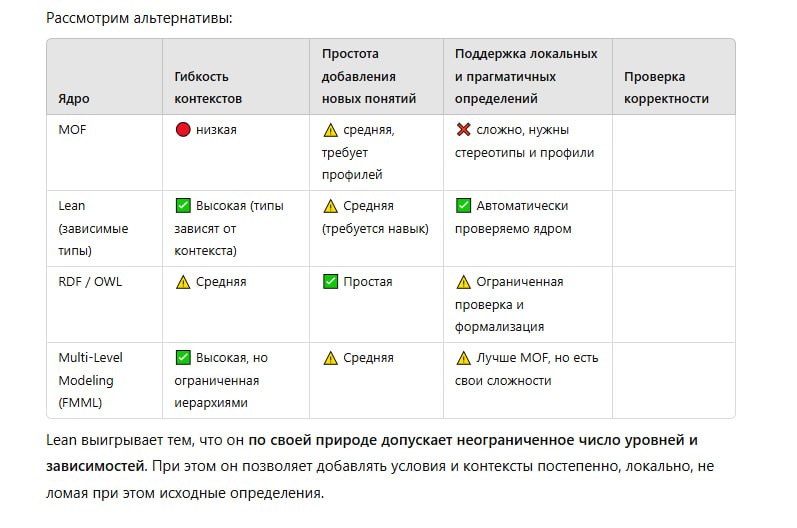 Рассмотрим альтернативы:
Ядро
Гибкость
контекстов
Простота
добавления
новых понятий
Поддержка локальных
и прагматичных
определений
Проверка
корректности
MOF
🔴 низкая
⚠️ средняя,
требует
профилей
❌ сложно, нужны
стереотипы и профили
Lean
(зависимые
типы)
✅ Высокая (типы
зависят от
контекста)
⚠️ Средняя
(требуется навык)
✅ Автоматически
проверяемо ядром
RDF / OWL
⚠️ Средняя
✅ Простая
⚠️ Ограниченная
проверка и
формализация
Multi-Level
Modeling
(FMML)
✅ Высокая, но
ограниченная
иерархиями
⚠️ Средняя
⚠️ Лучше MOF, но есть
свои сложности
Lean выигрывает тем, что он по своей природе допускает неограниченное число уровней и
зависимостей. При этом он позволяет добавлять условия и контексты постепенно, локально, не
ломая при этом исходные определения.